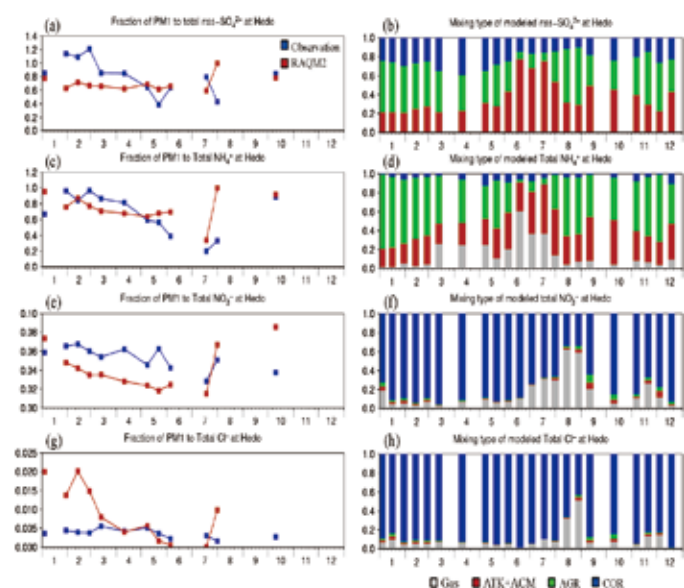 (a) Fraction of PM1 to total nss-SO₄²⁻ at Hedo
1.4
1.2
1.0
0.8
0.6
0.4
0.2
0.0
Observation
RAQM2
1 2 3 4 5 6 7 8 9 10 11 12
(b) Mixing type of modeled nss-SO₄²⁻ at Hedo
1.0
0.8
0.6
0.4
0.2
0.0
1 2 3 4 5 6 7 8 9 10 11 12
(c) Fraction of PM1 to Total NH₄⁺ at Hedo
1.2
1.0
0.8
0.6
0.4
0.2
0.0
1 2 3 4 5 6 7 8 9 10 11 12
(d) Mixing type of modeled Total NH₄⁺ at Hedo
1.0
0.8
0.6
0.4
0.2
0.0
1 2 3 4 5 6 7 8 9 10 11 12
(e) Fraction of PM1 to Total NO₃⁻ at Hedo
1 2 3 4 5 6 7 8 9 10 11 12
(f) Mixing type of modeled total NO₃⁻ at Hedo
1.0
0.8
0.6
0.4
0.2
0.0
1 2 3 4 5 6 7 8 9 10 11 12
(g) Fraction of PM1 to Total Cl⁻ at Hedo
0.025
0.020
0.015
0.010
0.005
0.000
1 2 3 4 5 6 7 8 9 10 11 12
(h) Mixing type of modeled Total Cl⁻ at Hedo
1.0
0.8
0.6
0.4
0.2
0.0
1 2 3 4 5 6 7 8 9 10 11 12
Gas ATK-ACM AGR COR